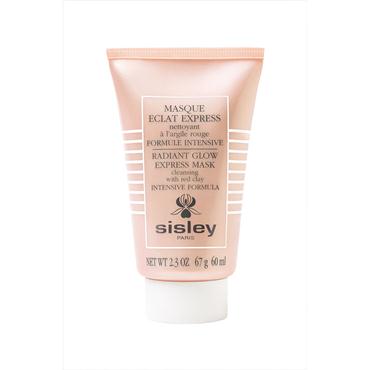 MASQUE
ECLAT EXPRESS
nettoyant
à l'argile rouge
FORMULE INTENSIVE
RADIANT GLOW
EXPRESS MASK
cleansing
with red clay
INTENSIVE FORMULA
sisley
PARIS
NET WT 2.3 OZ 67 g 60 ml